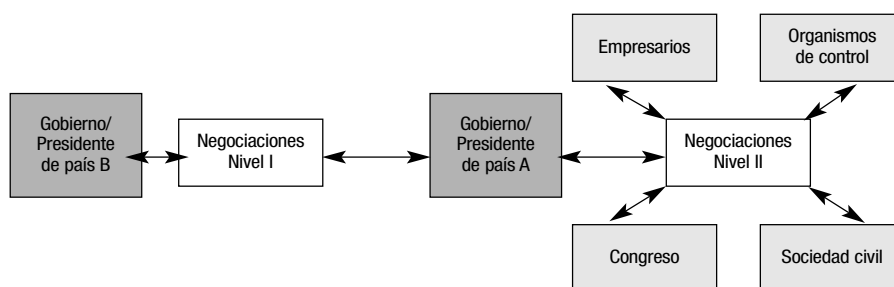 Empresarios
Organismos
de control
Gobierno/
Presidente
de país B
Negociaciones
Nivel I
Gobierno/
Presidente
de país A
Negociaciones
Nivel II
Congreso
Sociedad civil